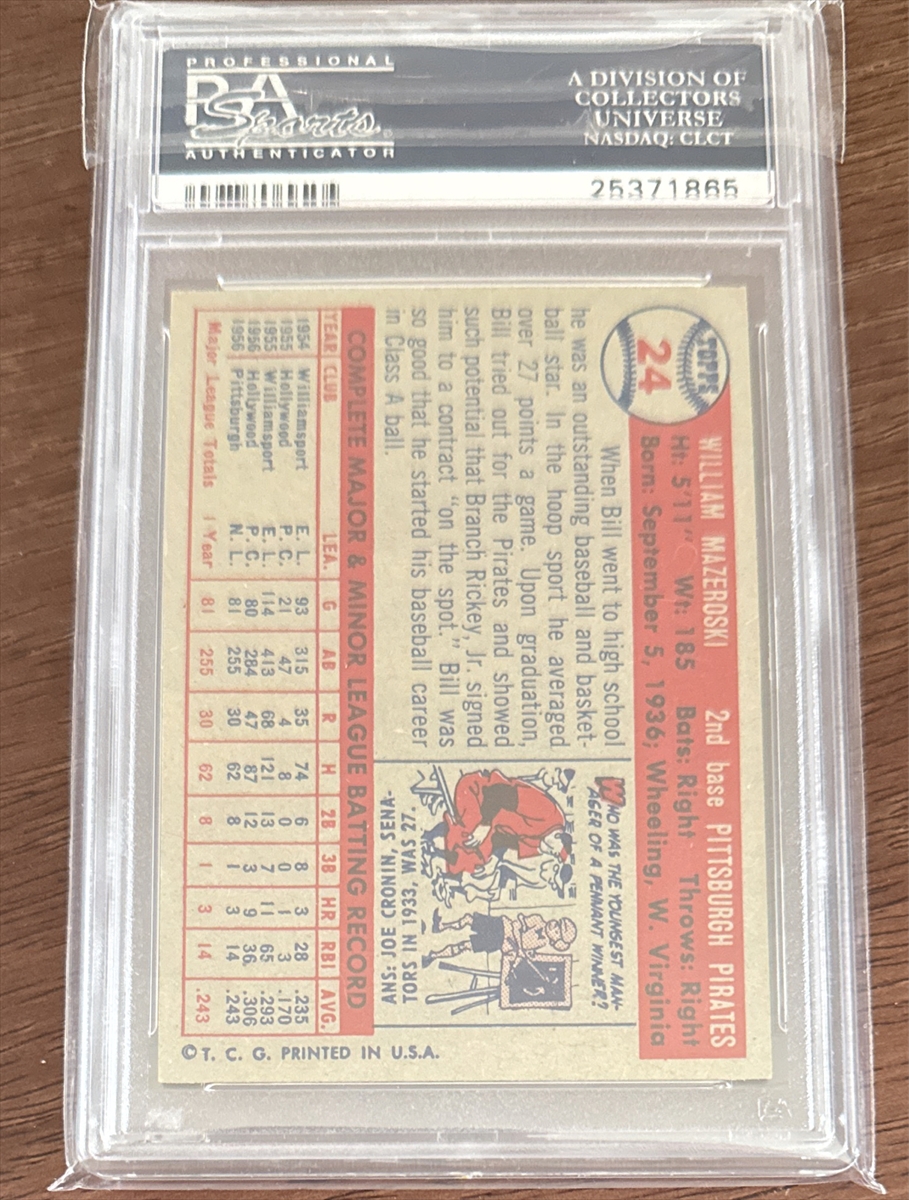 PROFESSIONAL
PSA
Sports
AUTHENTICATOR
A DIVISION OF
COLLECTORS
UNIVERSE
NASDAQ: CLCT
25371865
TOPPS
24
WILLIAM MAZEROSKI 2nd base PITTSBURGH PIRATES
Ht: 5'11" Wt: 185 Bats: Right Throws: Right
Born: September 5, 1936; Wheeling, W. Virginia
When Bill went to high school
he was an outstanding baseball and basket-
ball star. In the hoop sport he averaged
over 27 points a game. Upon graduation,
Bill tried out for the Pirates and showed
such potential that Branch Rickey, Jr. signed
him to a contract "on the spot." Bill was
so good that he started his baseball career
in Class A ball.
WHO WAS THE YOUNGEST MAN-
AGER OF A PENNANT WINNER?
ANS: JOE CRONIN SENA-
TORS IN 1933, WAS 27.
COMPLETE MAJOR & MINOR LEAGUE BATTING RECORD
YEAR CLUB LEA. G AB R H 2B 3B HR RBI AVG.
1954 Williamsport E. L. 93 315 35 74 6 8 3 28 .235
1955 Hollywood P. C. 21 47 4 8 0 0 1 3 .170
1955 Williamsport E. L. 114 413 68 121 13 7 11 65 .293
1956 Hollywood P. C. 80 284 47 87 12 3 9 36 .306
1956 Pittsburgh N. L. 81 255 30 62 8 1 3 14 .243
Major League Totals 1 Year 81 255 30 62 8 1 3 14 .243
© T. C. G. PRINTED IN U.S.A.